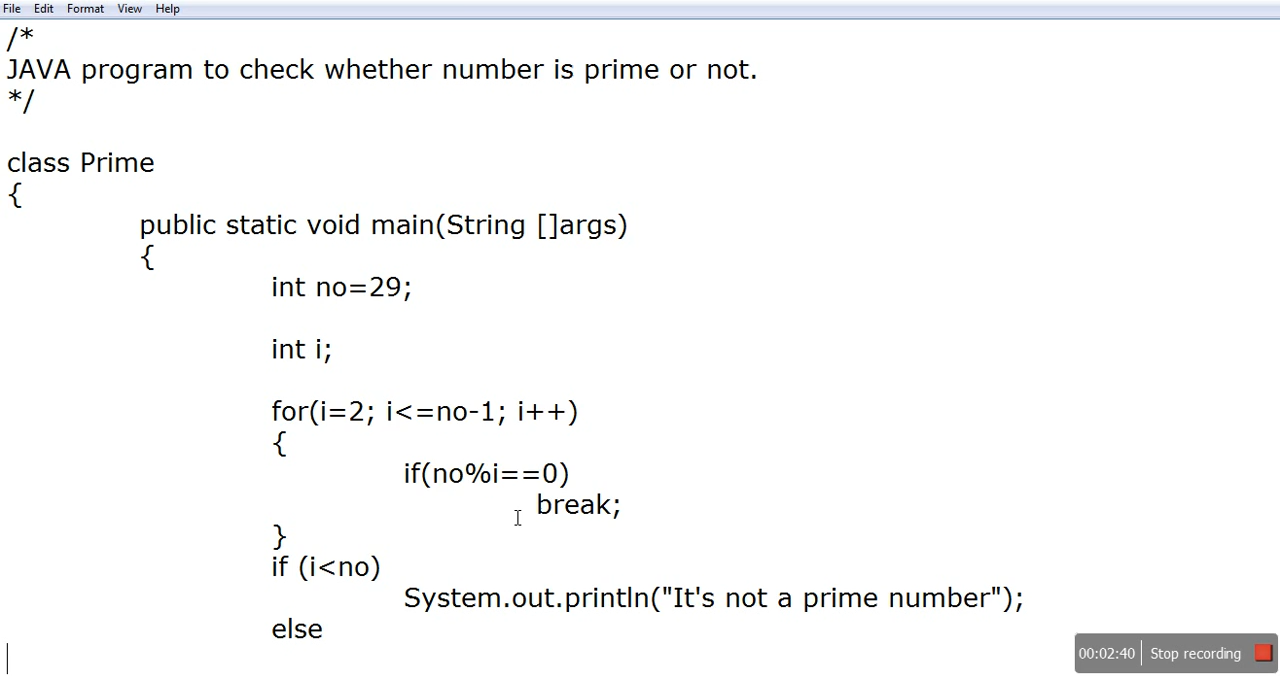 File Edit Format View Help
/*
JAVA program to check whether number is prime or not.
*/
class Prime
{
public static void main(String []args)
{
int no=29;
int i;
for(i=2; i<=no-1; i++)
{
if(no%i==0)
break;
}
if (i<no)
System.out.println("It's not a prime number");
else
00:02:40 Stop recording